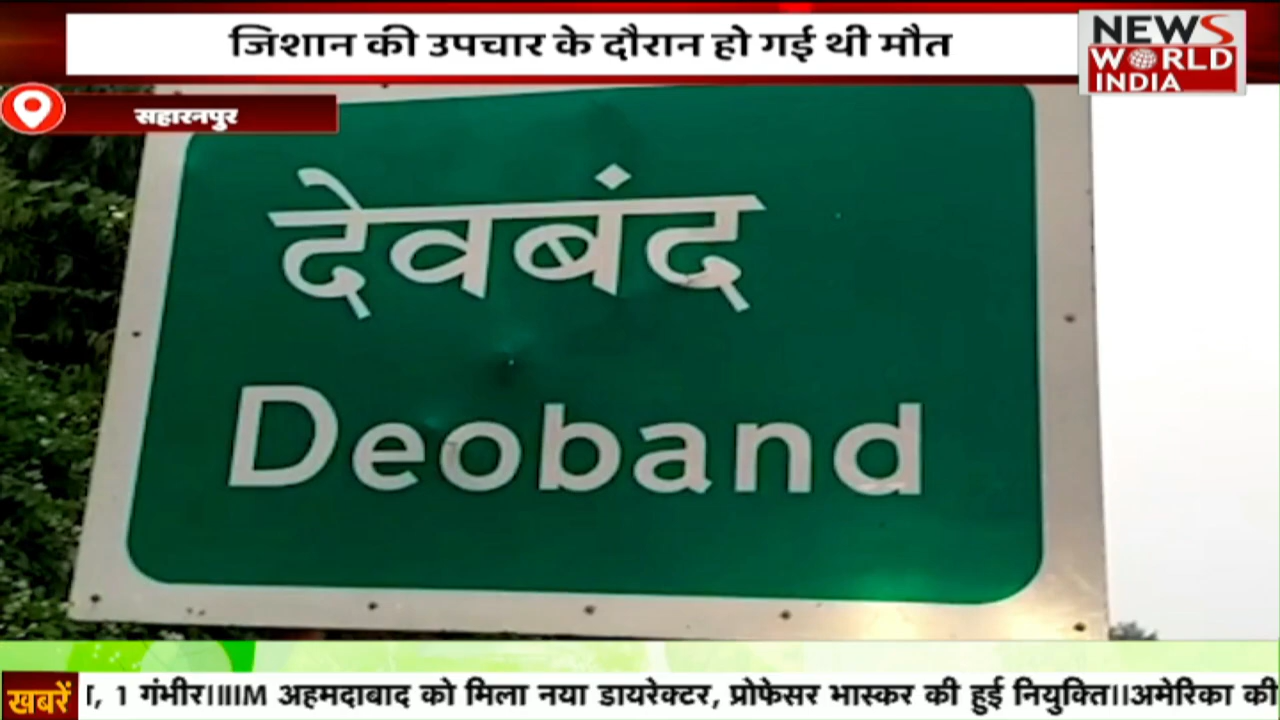 जिशान की उपचार के दौरान हो गई थी मौत
NEWS
WORLD
INDIA
सहारनपुर
देवबंद
Deoband
खबरें
, 1 गंभीर।।IIM अहमदाबाद को मिला नया डायरेक्टर, प्रोफेसर भास्कर की हुई नियुक्ति।।अमेरिका की